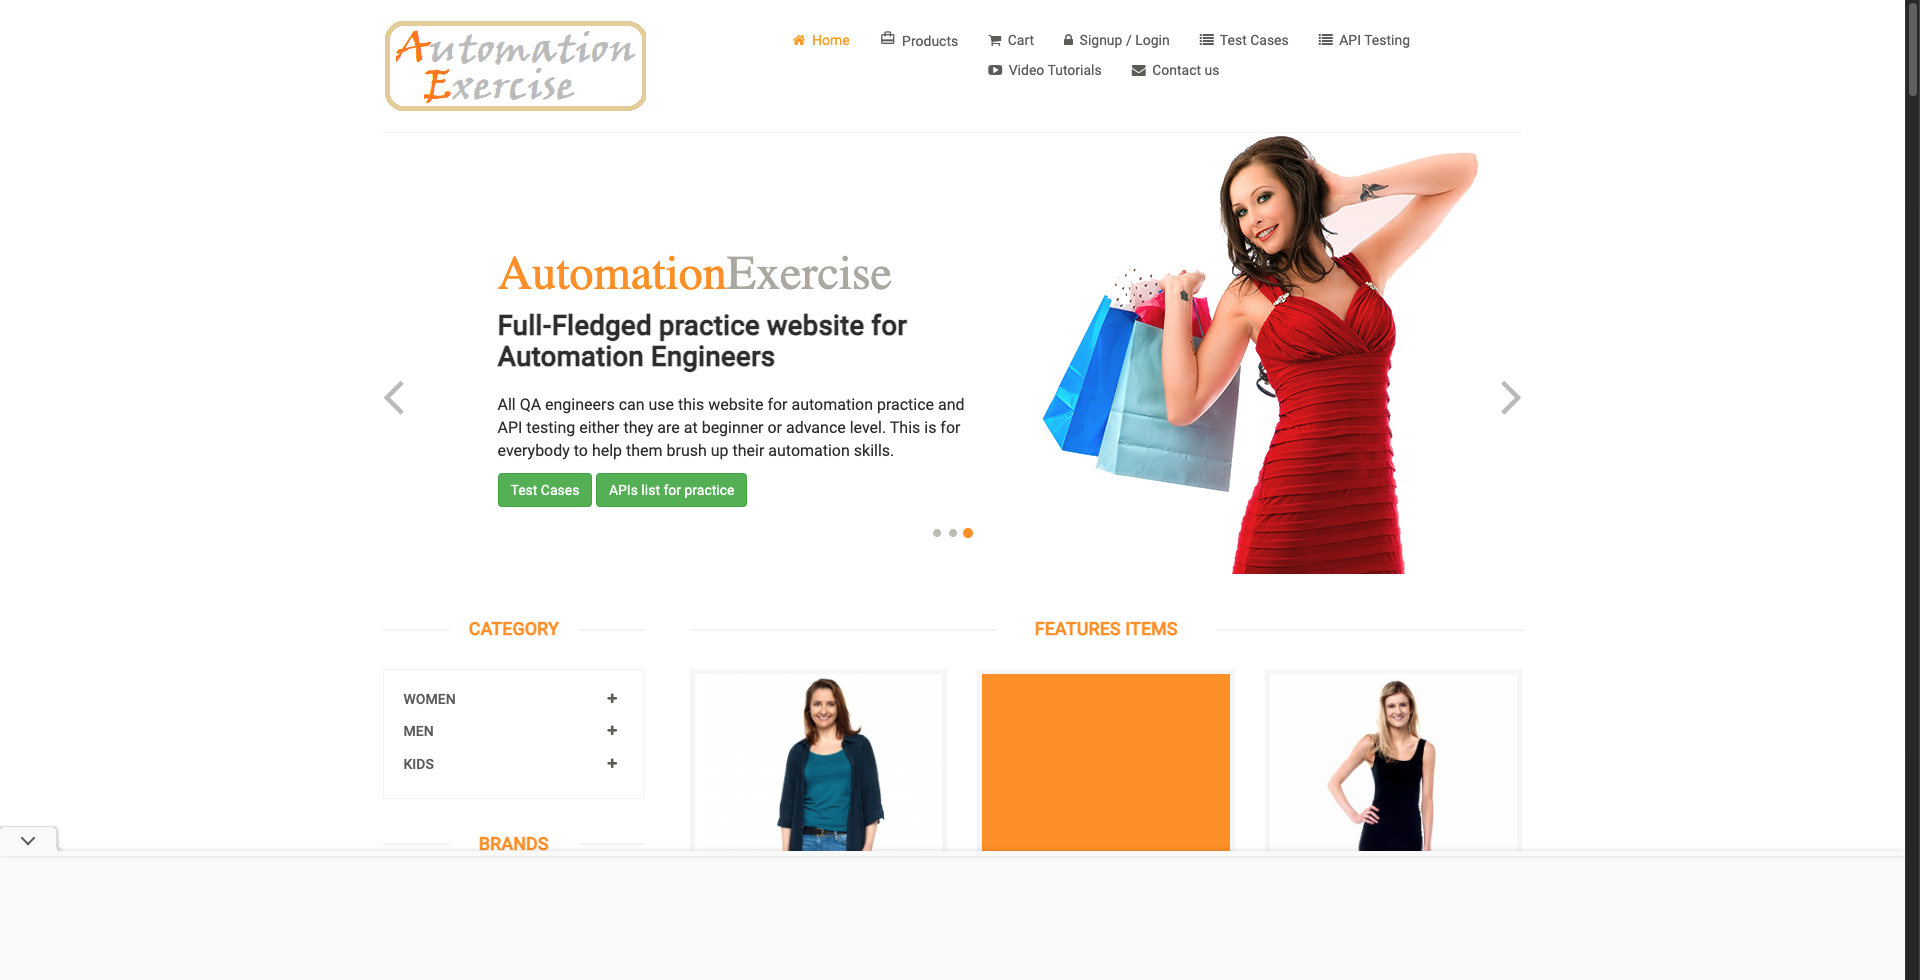 Automation
Exercise
Home
Products
Cart
Signup / Login
Test Cases
API Testing
Video Tutorials
Contact us
AutomationExercise
Full-Fledged practice website for
Automation Engineers
All QA engineers can use this website for automation practice and
API testing either they are at beginner or advance level. This is for
everybody to help them brush up their automation skills.
Test Cases
APIs list for practice
CATEGORY
WOMEN
MEN
KIDS
BRANDS
FEATURES ITEMS